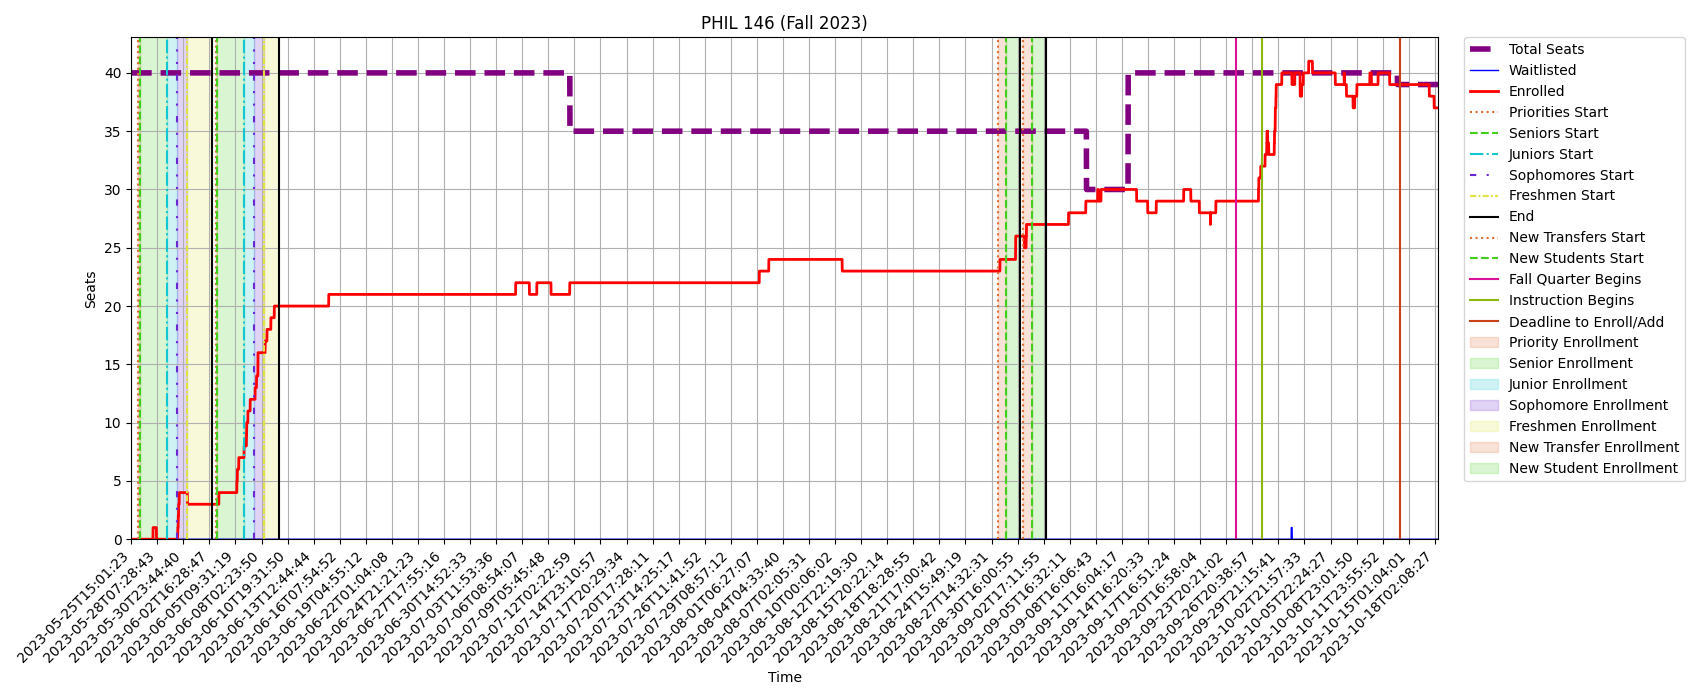 PHIL 146 (Fall 2023)
Seats
40
35
30
25
20
15
10
5
0
2023-05-25T15:01:23
2023-05-28T07:28:43
2023-05-30T23:44:40
2023-06-02T16:28:47
2023-06-05T09:31:19
2023-06-08T02:23:50
2023-06-10T19:31:50
2023-06-13T12:44:44
2023-06-16T07:54:52
2023-06-19T04:55:12
2023-06-22T01:04:08
2023-06-24T21:21:23
2023-06-27T17:55:16
2023-06-30T14:52:33
2023-07-03T11:53:36
2023-07-06T08:54:07
2023-07-09T05:45:48
2023-07-12T02:22:59
2023-07-14T23:10:57
2023-07-17T20:29:34
2023-07-20T17:28:11
2023-07-23T14:25:17
2023-07-26T11:41:52
2023-07-29T08:57:12
2023-08-01T06:27:07
2023-08-04T04:33:40
2023-08-07T02:05:31
2023-08-10T00:06:02
2023-08-12T22:19:30
2023-08-15T20:22:14
2023-08-18T18:28:55
2023-08-21T17:00:42
2023-08-24T15:49:19
2023-08-27T14:32:31
2023-08-30T16:00:55
2023-09-02T17:11:55
2023-09-05T16:32:11
2023-09-08T16:06:43
2023-09-11T16:04:17
2023-09-14T16:20:33
2023-09-17T16:51:24
2023-09-20T16:58:04
2023-09-23T20:21:02
2023-09-26T20:38:57
2023-09-29T21:15:41
2023-10-02T21:57:33
2023-10-05T22:24:27
2023-10-08T23:01:50
2023-10-11T23:55:52
2023-10-15T01:04:01
2023-10-18T02:08:27
Time
Total Seats
Waitlisted
Enrolled
Priorities Start
Seniors Start
Juniors Start
Sophomores Start
Freshmen Start
End
New Transfers Start
New Students Start
Fall Quarter Begins
Instruction Begins
Deadline to Enroll/Add
Priority Enrollment
Senior Enrollment
Junior Enrollment
Sophomore Enrollment
Freshmen Enrollment
New Transfer Enrollment
New Student Enrollment